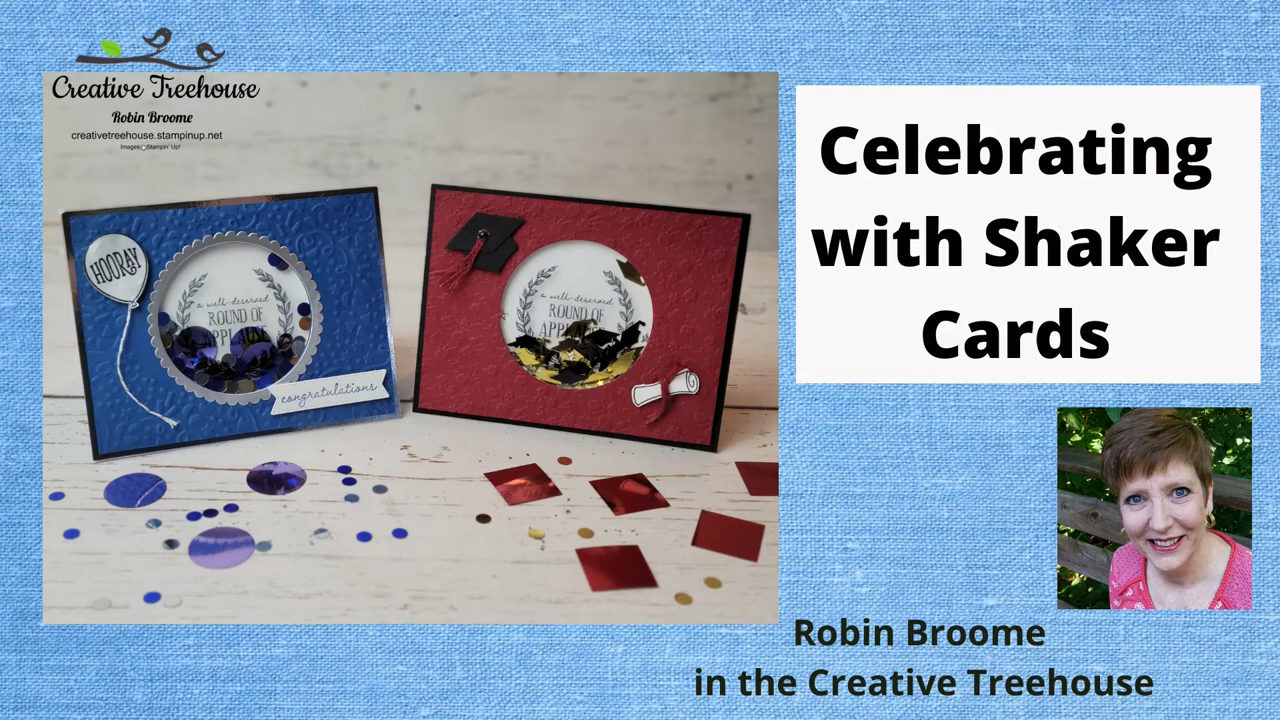 Creative Treehouse
Robin Broome
creativetreehouse.stampinup.net
Images © Stampin' Up!
Celebrating
with Shaker
Cards
HOORAY
a well-deserved
ROUND OF
APPLAUSE
congratulations
a well-deserved
ROUND OF
Robin Broome
in the Creative Treehouse